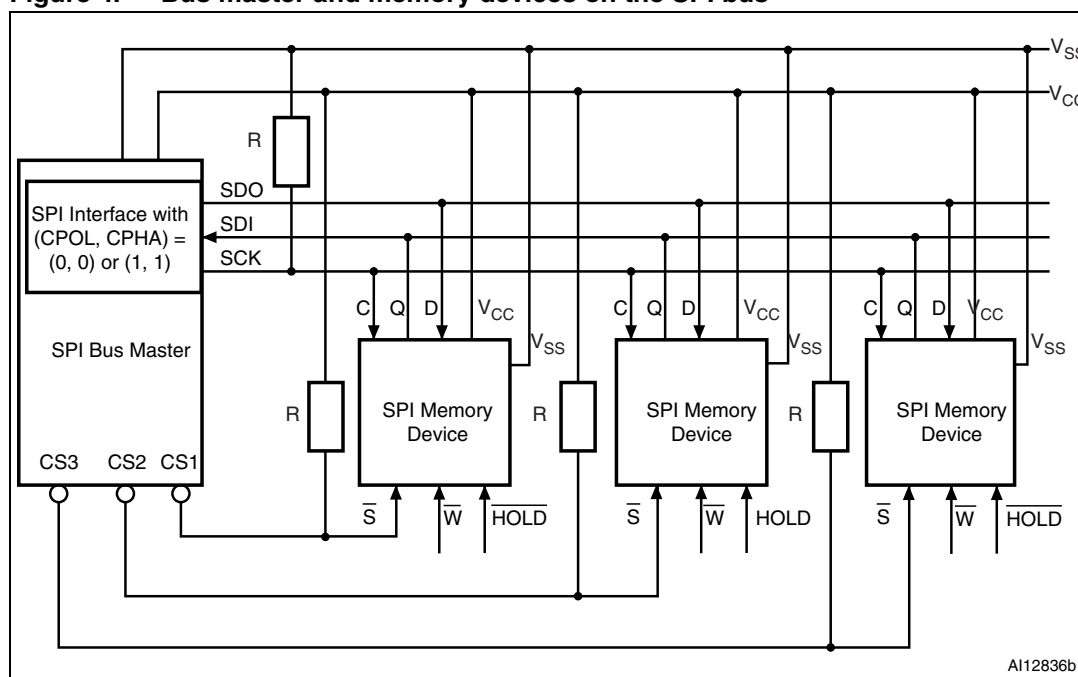 Figure 4. Bus master and memory devices on the SPI bus
VSS
VCC
R
SDO
SDI
SCK
SPI Interface with
(CPOL, CPHA) =
(0, 0) or (1, 1)
SPI Bus Master
C Q D VCC VSS
C Q D VCC VSS
C Q D VCC VSS
R SPI Memory
Device
R SPI Memory
Device
R SPI Memory
Device
CS3 CS2 CS1
S̅ W̅ H̅O̅L̅D̅
S̅ W̅ HOLD
S̅ W̅ H̅O̅L̅D̅
AI12836b